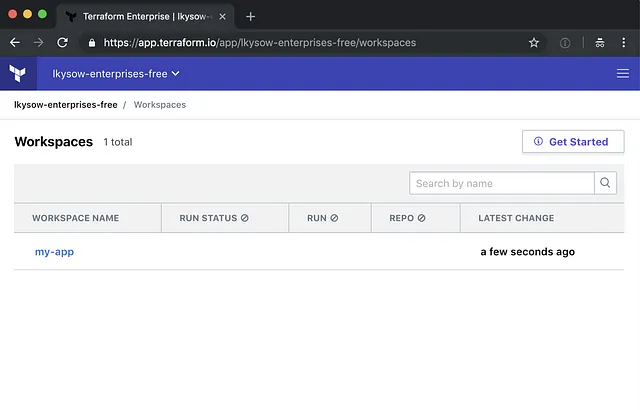 Terraform Enterprise | lkysow-
https://app.terraform.io/app/lkysow-enterprises-free/workspaces
lkysow-enterprises-free
lkysow-enterprises-free / Workspaces
Workspaces 1 total Get Started
Search by name
WORKSPACE NAME RUN STATUS RUN REPO LATEST CHANGE
my-app a few seconds ago